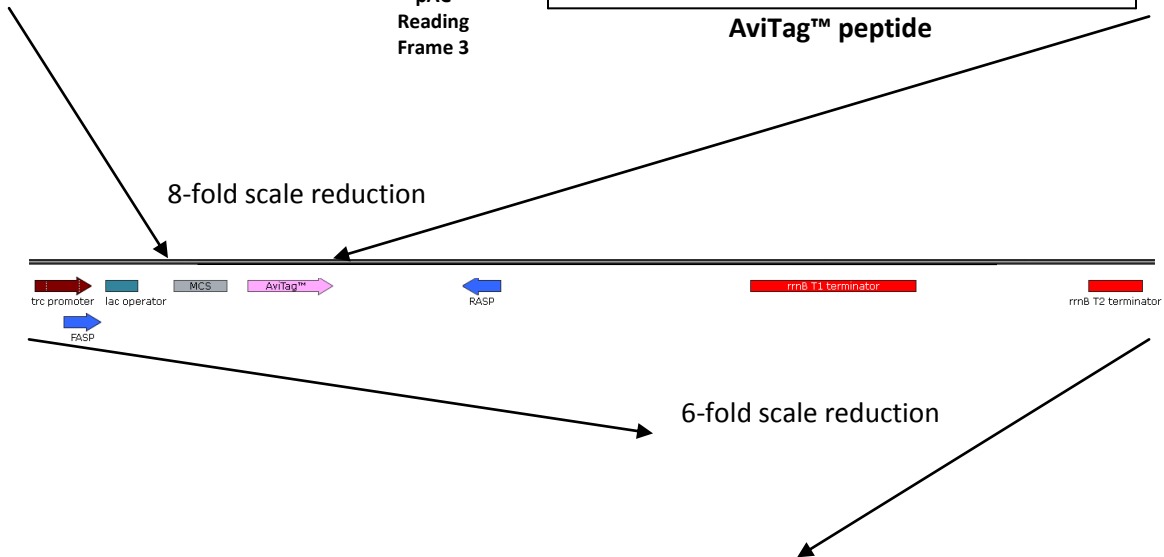 pAC
Reading
Frame 3
AviTag™ peptide
8-fold scale reduction
MCS
AviTag™
rrnB T1 terminator
trc promoter
lac operator
RASP
rrnB T2 terminator
FASP
6-fold scale reduction